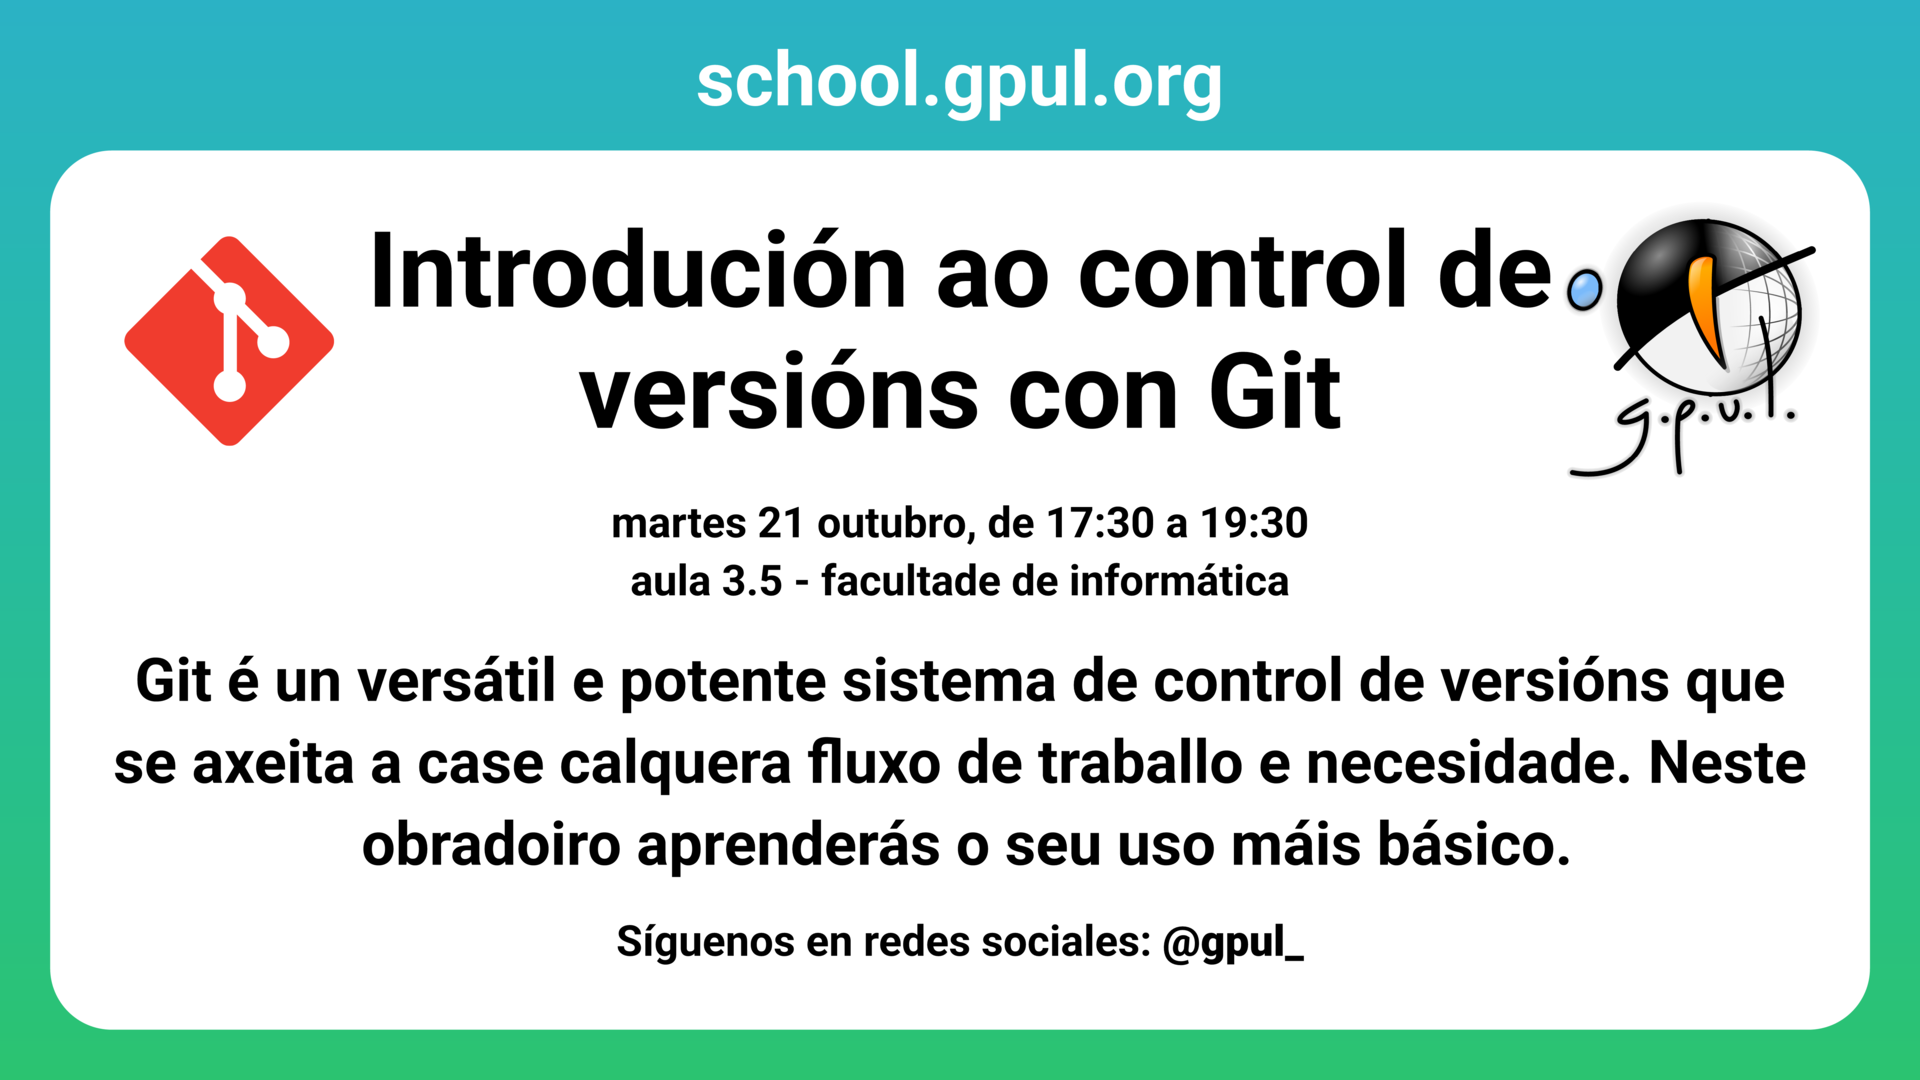 school.gpul.org
Introdución ao control de
versións con Git
g.p.u.l.
martes 21 outubro, de 17:30 a 19:30
aula 3.5 - facultade de informática
Git é un versátil e potente sistema de control de versións que
se axeita a case calquera fluxo de traballo e necesidade. Neste
obradoiro aprenderás o seu uso máis básico.
Síguenos en redes sociales: @gpul_